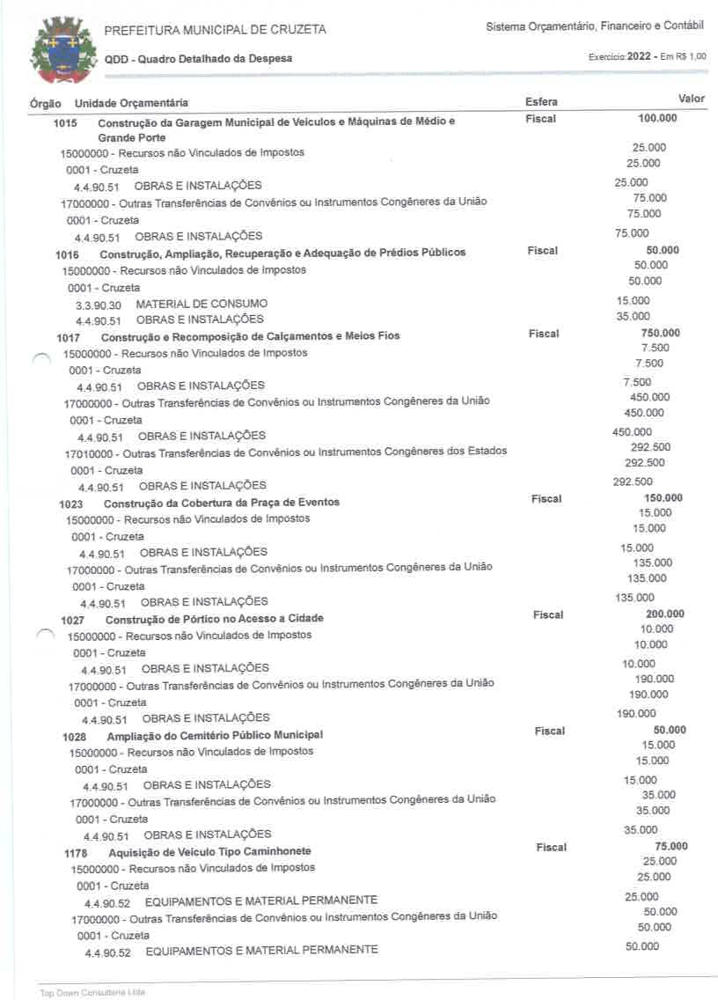 PREFEITURA MUNICIPAL DE CRUZETA
Sistema Orçamentário, Financeiro e Contábil
QDD - Quadro Detalhado da Despesa
Exercício:2022 - Em R$ 1,00
Órgão Unidade Orçamentária Esfera Valor
1015 Construção da Garagem Municipal de Veículos e Máquinas de Médio e Fiscal 100.000
Grande Porte
15000000 - Recursos não Vinculados de Impostos 25.000
0001 - Cruzeta 25.000
4.4.90.51 OBRAS E INSTALAÇÕES 25.000
17000000 - Outras Transferências de Convênios ou Instrumentos Congêneres da União 75.000
0001 - Cruzeta 75.000
4.4.90.51 OBRAS E INSTALAÇÕES 75.000
1016 Construção, Ampliação, Recuperação e Adequação de Prédios Públicos Fiscal 50.000
15000000 - Recursos não Vinculados de Impostos 50.000
0001 - Cruzeta 50.000
3.3.90.30 MATERIAL DE CONSUMO 15.000
4.4.90.51 OBRAS E INSTALAÇÕES 35.000
1017 Construção e Recomposição de Calçamentos e Meios Fios Fiscal 750.000
15000000 - Recursos não Vinculados de Impostos 7.500
0001 - Cruzeta 7.500
4.4.90.51 OBRAS E INSTALAÇÕES 7.500
17000000 - Outras Transferências de Convênios ou Instrumentos Congêneres da União 450.000
0001 - Cruzeta 450.000
4.4.90.51 OBRAS E INSTALAÇÕES 450.000
17010000 - Outras Transferências de Convênios ou Instrumentos Congêneres dos Estados 292.500
0001 - Cruzeta 292.500
4.4.90.51 OBRAS E INSTALAÇÕES 292.500
1023 Construção da Cobertura da Praça de Eventos Fiscal 150.000
15000000 - Recursos não Vinculados de Impostos 15.000
0001 - Cruzeta 15.000
4.4.90.51 OBRAS E INSTALAÇÕES 15.000
17000000 - Outras Transferências de Convênios ou Instrumentos Congêneres da União 135.000
0001 - Cruzeta 135.000
4.4.90.51 OBRAS E INSTALAÇÕES 135.000
1027 Construção de Pórtico no Acesso a Cidade Fiscal 200.000
15000000 - Recursos não Vinculados de Impostos 10.000
0001 - Cruzeta 10.000
4.4.90.51 OBRAS E INSTALAÇÕES 10.000
17000000 - Outras Transferências de Convênios ou Instrumentos Congêneres da União 190.000
0001 - Cruzeta 190.000
4.4.90.51 OBRAS E INSTALAÇÕES 190.000
1028 Ampliação do Cemitério Público Municipal Fiscal 50.000
15000000 - Recursos não Vinculados de Impostos 15.000
0001 - Cruzeta 15.000
4.4.90.51 OBRAS E INSTALAÇÕES 15.000
17000000 - Outras Transferências de Convênios ou Instrumentos Congêneres da União 35.000
0001 - Cruzeta 35.000
4.4.90.51 OBRAS E INSTALAÇÕES 35.000
1178 Aquisição de Veículo Tipo Caminhonete Fiscal 75.000
15000000 - Recursos não Vinculados de Impostos 25.000
0001 - Cruzeta 25.000
4.4.90.52 EQUIPAMENTOS E MATERIAL PERMANENTE 25.000
17000000 - Outras Transferências de Convênios ou Instrumentos Congêneres da União 50.000
0001 - Cruzeta 50.000
4.4.90.52 EQUIPAMENTOS E MATERIAL PERMANENTE 50.000
Top Down Consultoria Ltda